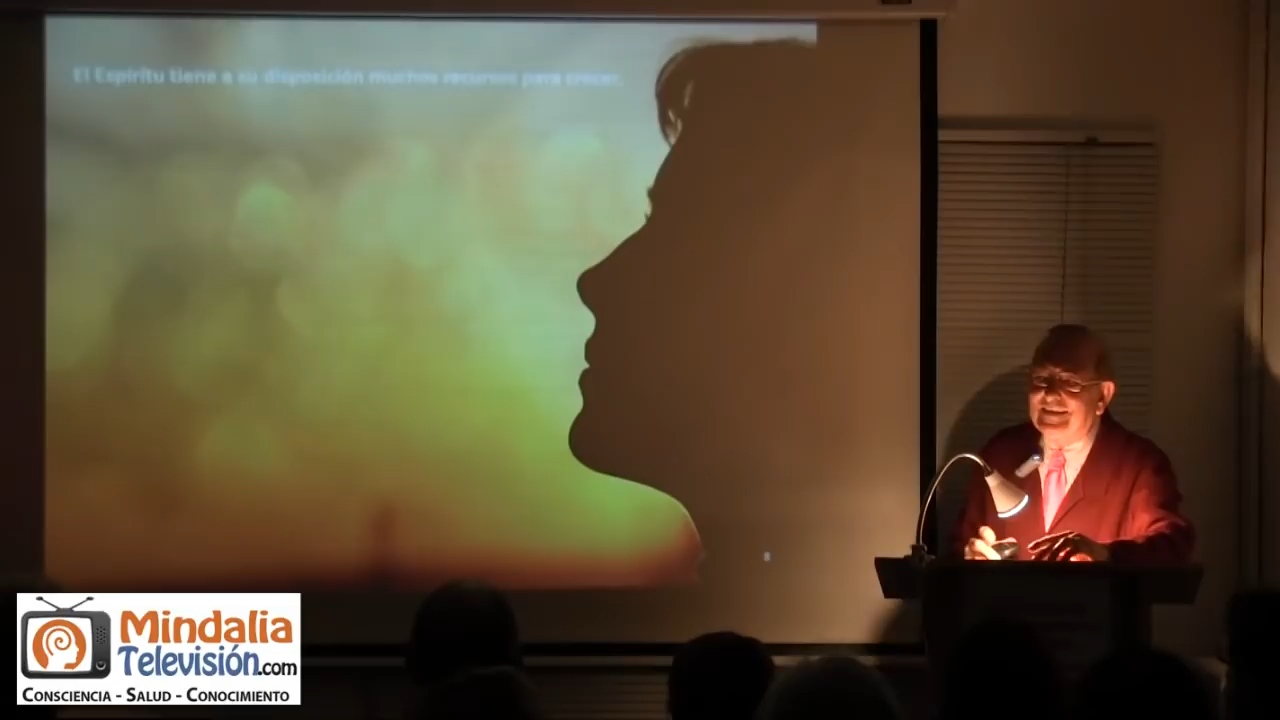 El Espíritu tiene a su disposición muchos recursos para crecer.
Mindalia
Televisión.com
Consciencia - Salud - Conocimiento